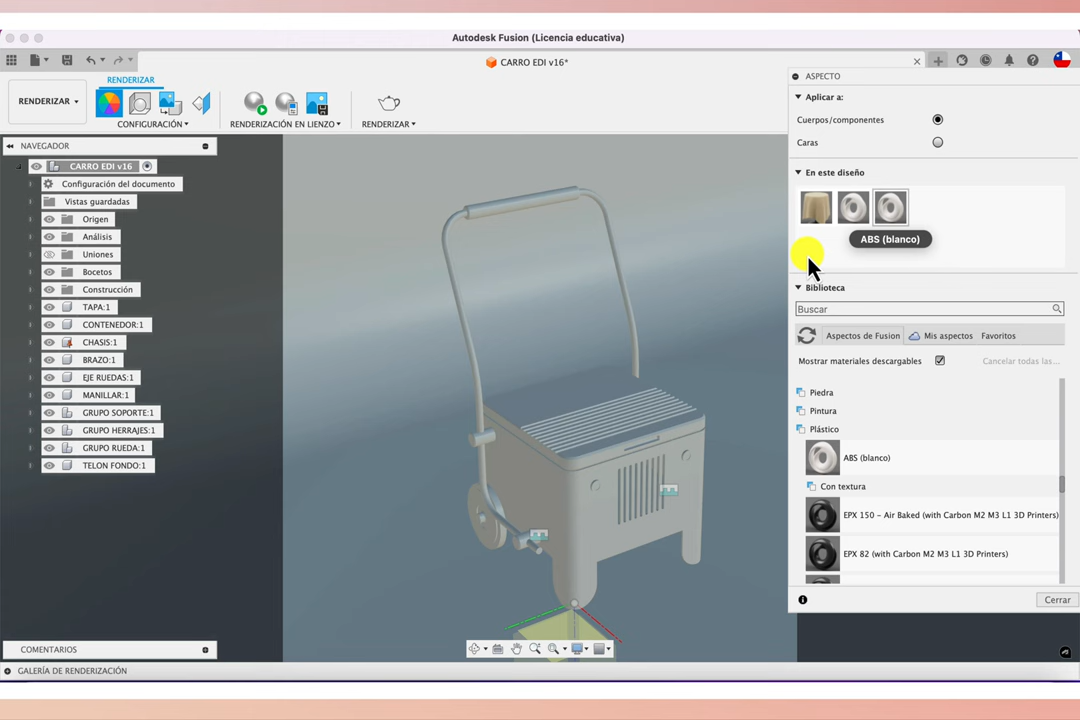 Autodesk Fusion (Licencia educativa)
CARRO EDI v16*
RENDERIZAR
RENDERIZAR
CONFIGURACIÓN
RENDERIZACIÓN EN LIENZO
RENDERIZAR
NAVEGADOR
CARRO EDI v16
Configuración del documento
Vistas guardadas
Origen
Análisis
Uniones
Bocetos
Construcción
TAPA:1
CONTENEDOR:1
CHASIS:1
BRAZO:1
EJE RUEDAS:1
MANILLAR:1
GRUPO SOPORTE:1
GRUPO HERRAJES:1
GRUPO RUEDA:1
TELON FONDO:1
COMENTARIOS
GALERÍA DE RENDERIZACIÓN
ASPECTO
Aplicar a:
Cuerpos/componentes
Caras
En este diseño
ABS (blanco)
Biblioteca
Buscar
Aspectos de Fusion
Mis aspectos
Favoritos
Mostrar materiales descargables
Cancelar todas las...
Piedra
Pintura
Plástico
ABS (blanco)
Con textura
EPX 150 - Air Baked (with Carbon M2 M3 L1 3D Printers)
EPX 82 (with Carbon M2 M3 L1 3D Printers)
Cerrar